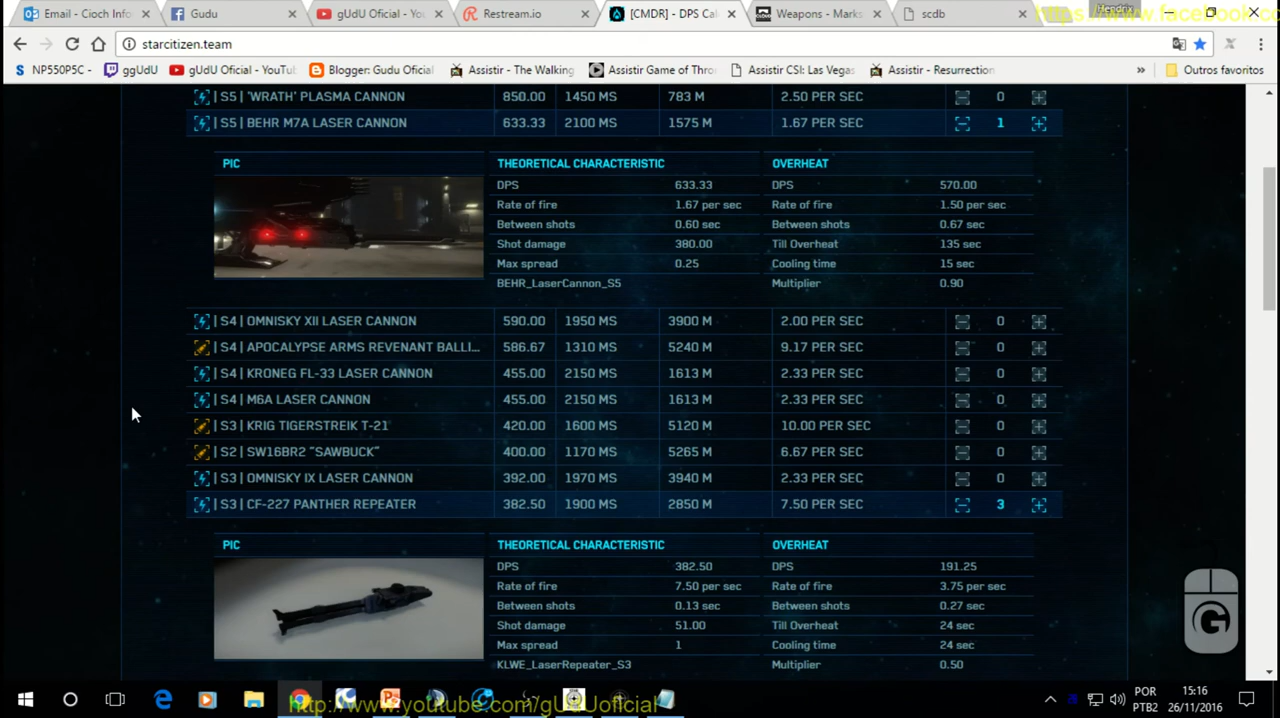 Email - Cioch Info
Gudu
gUdU Oficial - You
Restream.io
[CMDR] - DPS Cal
Weapons - Marks
scdb
Hendrix
https://www.facebook.co
starcitizen.team
NP550P5C -
ggUdU
gUdU Oficial - YouTu
Blogger: Gudu Oficial
Assistir - The Walking
Assistir Game of Thro
Assistir CSI: Las Vegas
Assistir - Resurrection
»
Outros favoritos
| S5 | 'WRATH' PLASMA CANNON 850.00 1450 MS 783 M 2.50 PER SEC 0
| S5 | BEHR M7A LASER CANNON 633.33 2100 MS 1575 M 1.67 PER SEC 1
PIC THEORETICAL CHARACTERISTIC OVERHEAT
DPS 633.33 DPS 570.00
Rate of fire 1.67 per sec Rate of fire 1.50 per sec
Between shots 0.60 sec Between shots 0.67 sec
Shot damage 380.00 Till Overheat 135 sec
Max spread 0.25 Cooling time 15 sec
BEHR_LaserCannon_S5 Multiplier 0.90
| S4 | OMNISKY XII LASER CANNON 590.00 1950 MS 3900 M 2.00 PER SEC 0
| S4 | APOCALYPSE ARMS REVENANT BALLI... 586.67 1310 MS 5240 M 9.17 PER SEC 0
| S4 | KRONEG FL-33 LASER CANNON 455.00 2150 MS 1613 M 2.33 PER SEC 0
| S4 | M6A LASER CANNON 455.00 2150 MS 1613 M 2.33 PER SEC 0
| S3 | KRIG TIGERSTREIK T-21 420.00 1600 MS 5120 M 10.00 PER SEC 0
| S2 | SW16BR2 "SAWBUCK" 400.00 1170 MS 5265 M 6.67 PER SEC 0
| S3 | OMNISKY IX LASER CANNON 392.00 1970 MS 3940 M 2.33 PER SEC 0
| S3 | CF-227 PANTHER REPEATER 382.50 1900 MS 2850 M 7.50 PER SEC 3
PIC THEORETICAL CHARACTERISTIC OVERHEAT
DPS 382.50 DPS 191.25
Rate of fire 7.50 per sec Rate of fire 3.75 per sec
Between shots 0.13 sec Between shots 0.27 sec
Shot damage 51.00 Till Overheat 24 sec
Max spread 1 Cooling time 24 sec
KLWE_LaserRepeater_S3 Multiplier 0.50
http://www.youtube.com/gUdUoficial
POR 15:16
PTB2 26/11/2016